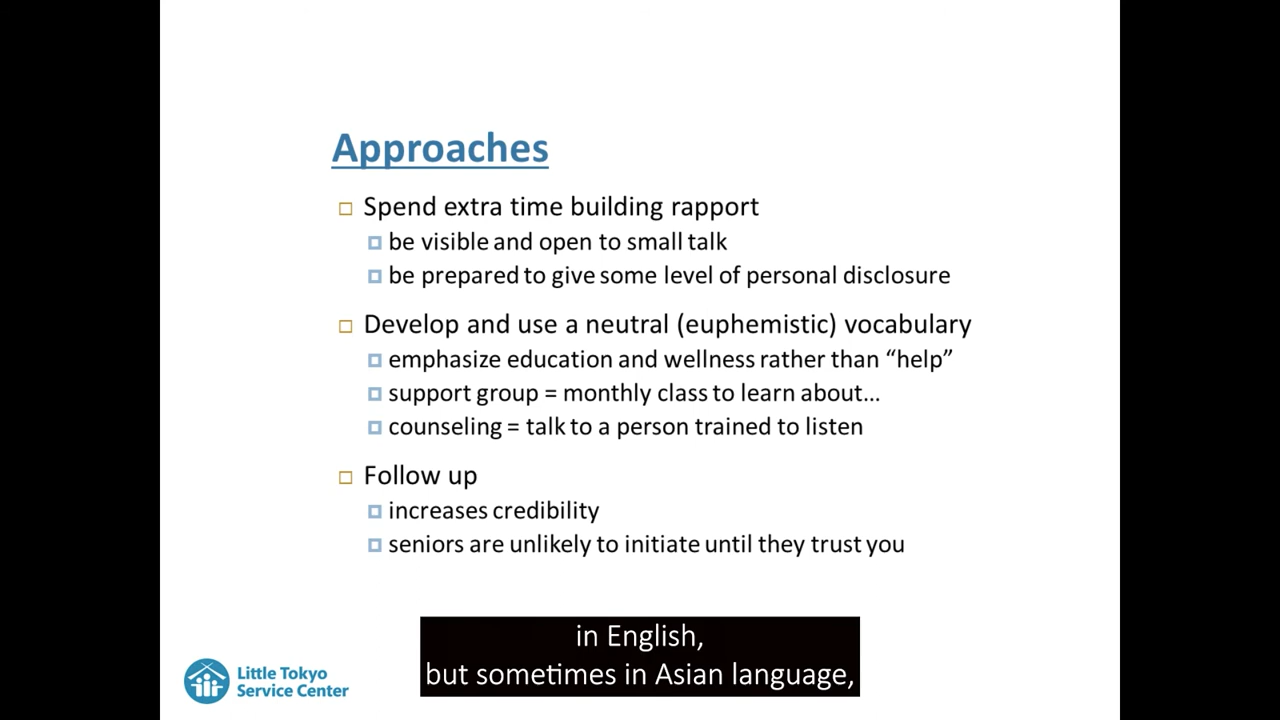 Approaches
Spend extra time building rapport
be visible and open to small talk
be prepared to give some level of personal disclosure
Develop and use a neutral (euphemistic) vocabulary
emphasize education and wellness rather than “help”
support group = monthly class to learn about…
counseling = talk to a person trained to listen
Follow up
increases credibility
seniors are unlikely to initiate until they trust you
in English,
but sometimes in Asian language,
Little Tokyo
Service Center